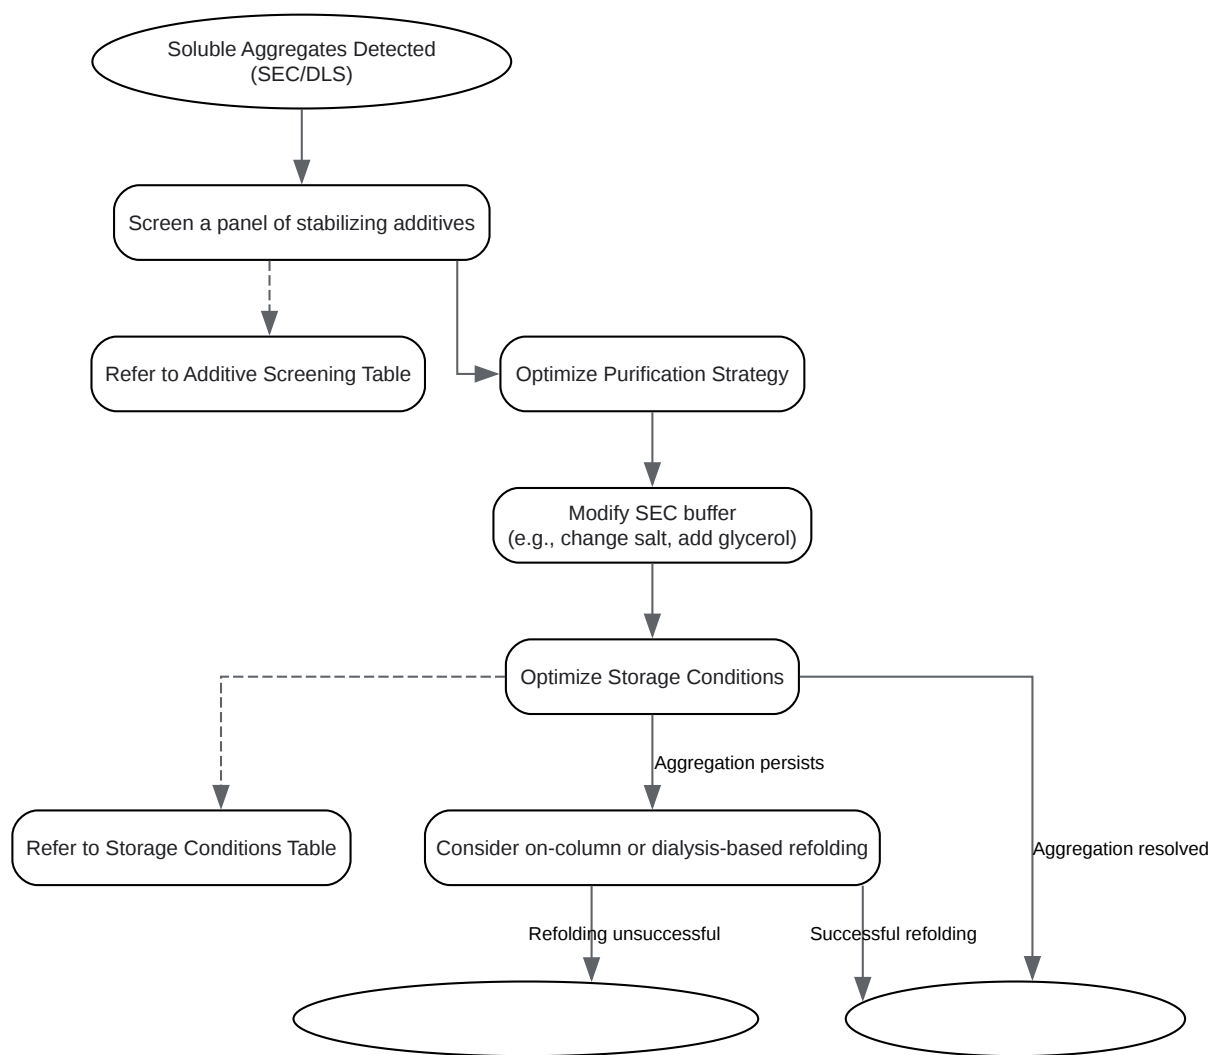 Soluble Aggregates Detected
(SEC/DLS)
Screen a panel of stabilizing additives
Refer to Additive Screening Table
Optimize Purification Strategy
Modify SEC buffer
(e.g., change salt, add glycerol)
Optimize Storage Conditions
Aggregation persists
Refer to Storage Conditions Table
Consider on-column or dialysis-based refolding
Aggregation resolved
Refolding unsuccessful
Successful refolding